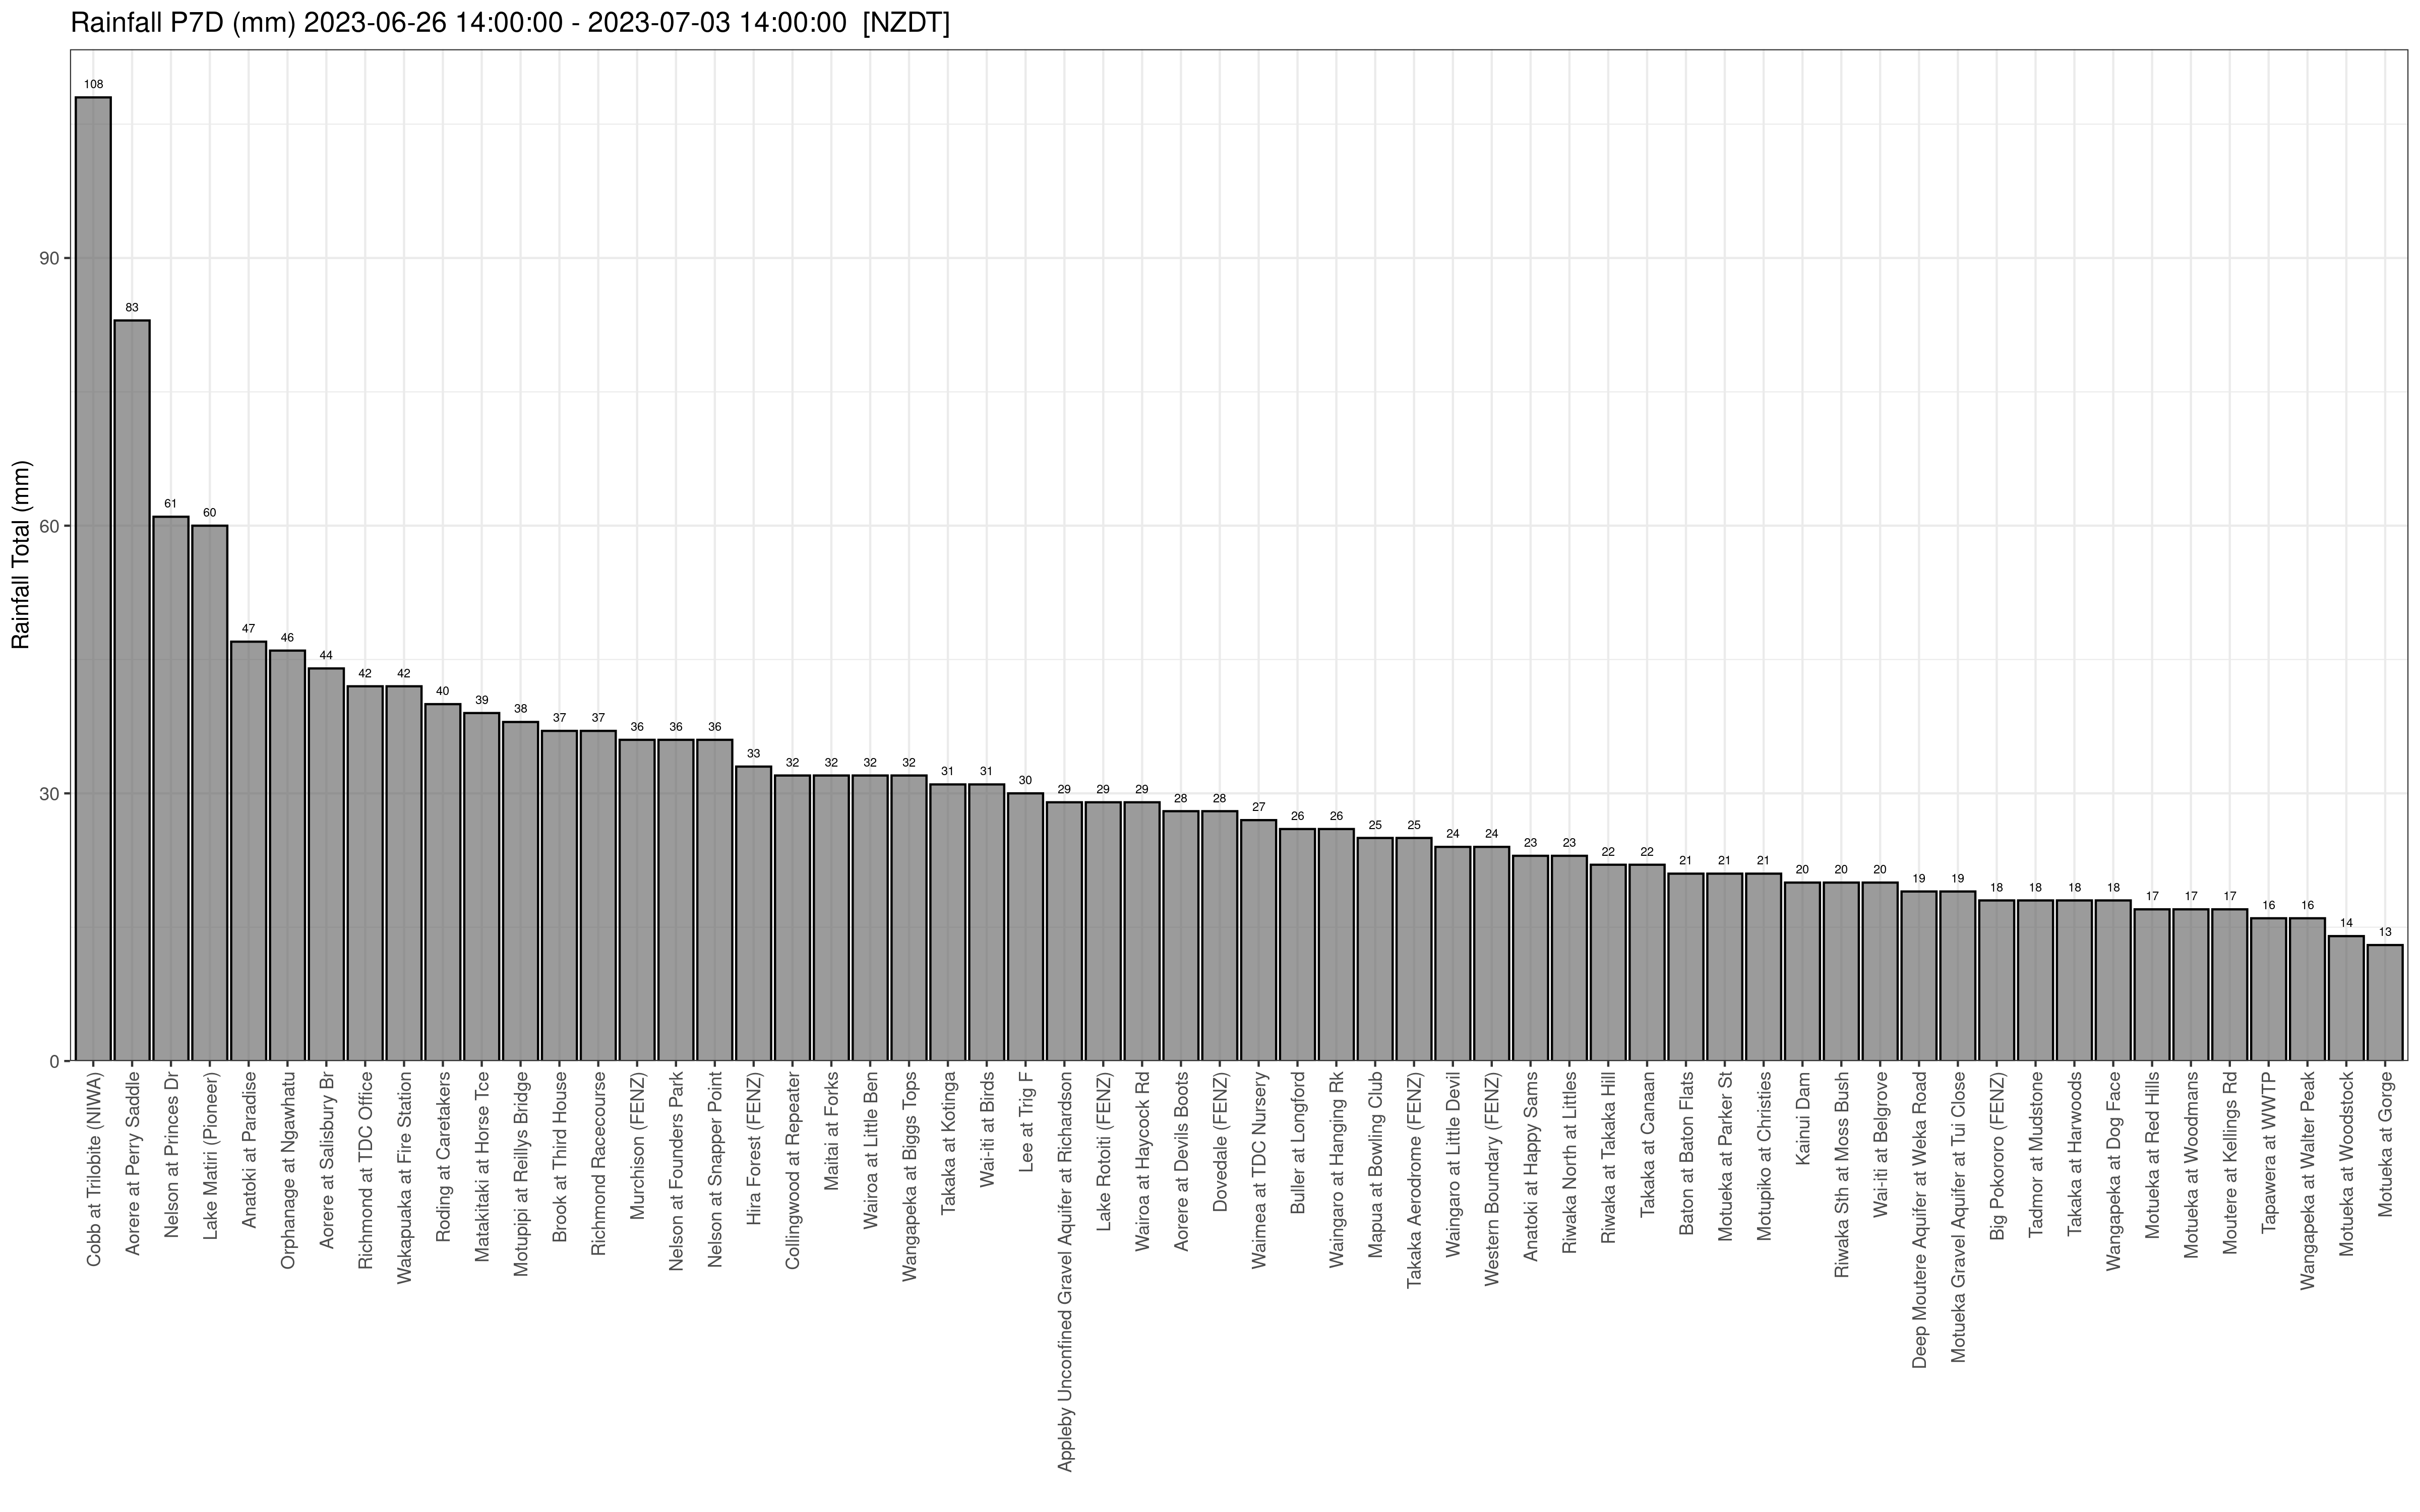 Rainfall P7D (mm) 2023-06-26 14:00:00 - 2023-07-03 14:00:00 [NZDT]
Rainfall Total (mm)
90
60
30
0
108
83
61
60
47
46
44
42
42
40
39
38
37
37
36
36
36
33
32
32
32
32
31
31
30
29
29
29
28
28
27
26
26
25
25
24
24
23
23
22
22
21
21
21
20
20
20
19
19
18
18
18
18
17
17
17
16
16
14
13
Cobb at Trilobite (NIWA)
Aorere at Perry Saddle
Nelson at Princes Dr
Lake Matiri (Pioneer)
Anatoki at Paradise
Orphanage at Ngawhatu
Aorere at Salisbury Br
Richmond at TDC Office
Wakapuaka at Fire Station
Roding at Caretakers
Matakitaki at Horse Tce
Motupipi at Reillys Bridge
Brook at Third House
Richmond Racecourse
Murchison (FENZ)
Nelson at Founders Park
Nelson at Snapper Point
Hira Forest (FENZ)
Collingwood at Repeater
Maitai at Forks
Wairoa at Little Ben
Wangapeka at Biggs Tops
Takaka at Kotinga
Wai-iti at Birds
Lee at Trig F
Appleby Unconfined Gravel Aquifer at Richardson
Lake Rotoiti (FENZ)
Wairoa at Haycock Rd
Aorere at Devils Boots
Dovedale (FENZ)
Waimea at TDC Nursery
Buller at Longford
Waingaro at Hanging Rk
Mapua at Bowling Club
Takaka Aerodrome (FENZ)
Waingaro at Little Devil
Western Boundary (FENZ)
Anatoki at Happy Sams
Riwaka North at Littles
Riwaka at Takaka Hill
Takaka at Canaan
Baton at Baton Flats
Motueka at Parker St
Motupiko at Christies
Kainui Dam
Riwaka Sth at Moss Bush
Wai-iti at Belgrove
Deep Moutere Aquifer at Weka Road
Motueka Gravel Aquifer at Tui Close
Big Pokororo (FENZ)
Tadmor at Mudstone
Takaka at Harwoods
Wangapeka at Dog Face
Motueka at Red Hills
Motueka at Woodmans
Moutere at Kellings Rd
Tapawera at WWTP
Wangapeka at Walter Peak
Motueka at Woodstock
Motueka at Gorge